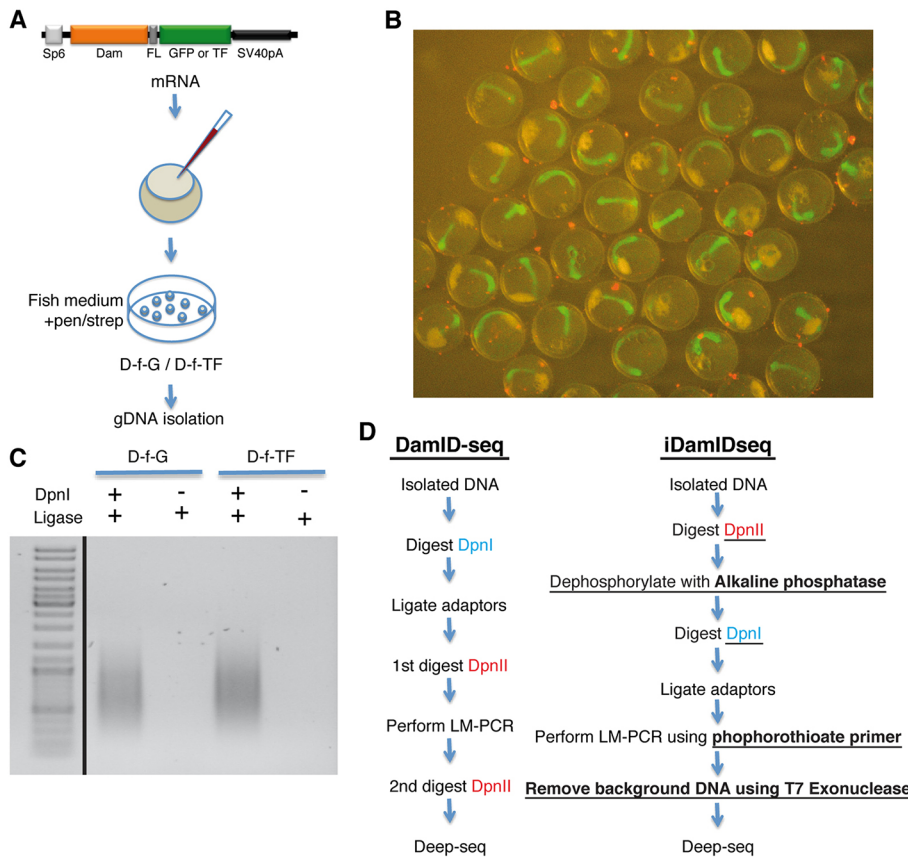 A
Sp6 Dam FL GFP or TF SV40pA
mRNA
Fish medium
+pen/strep
D-f-G / D-f-TF
gDNA isolation
B
C
D-f-G D-f-TF
DpnI + - + -
Ligase + + + +
D
DamID-seq
Isolated DNA
Digest DpnI
Ligate adaptors
1st digest DpnII
Perform LM-PCR
2nd digest DpnII
Deep-seq
iDamIDseq
Isolated DNA
Digest DpnII
Dephosphorylate with Alkaline phosphatase
Digest DpnI
Ligate adaptors
Perform LM-PCR using phophorothioate primer
Remove background DNA using T7 Exonuclease
Deep-seq